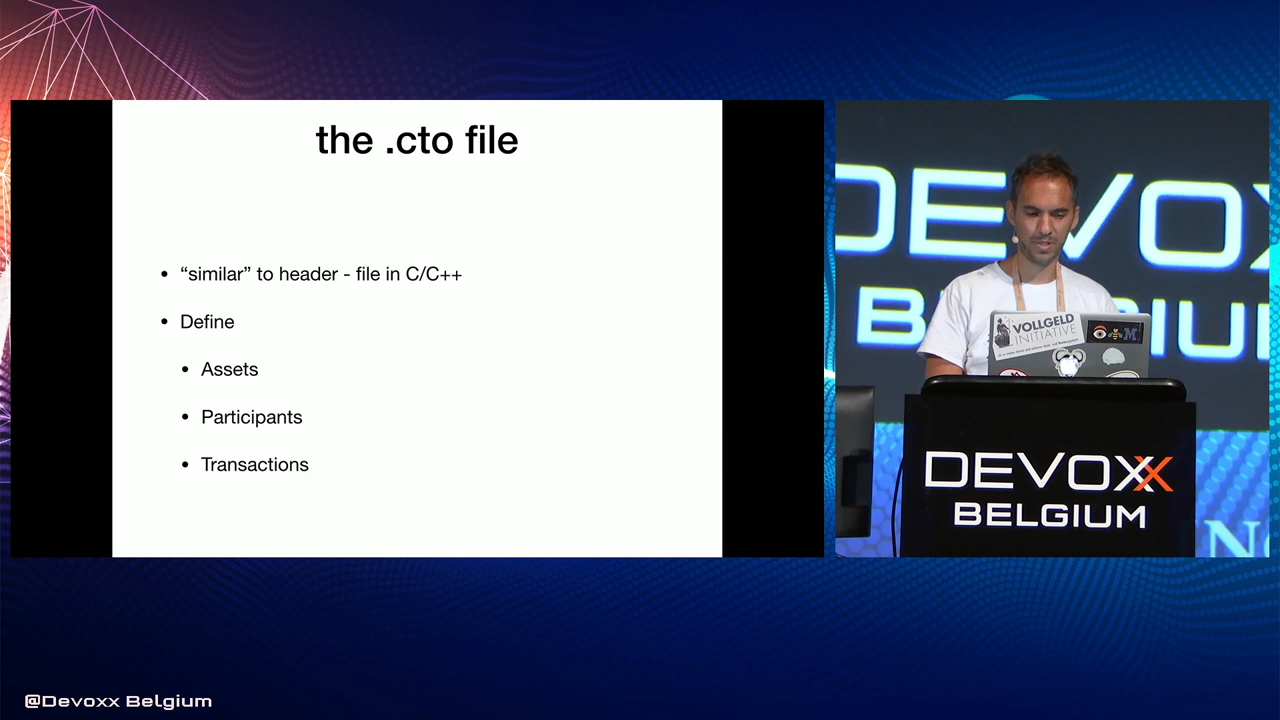 the .cto file
• “similar” to header - file in C/C++
• Define
• Assets
• Participants
• Transactions
DEVOX
BELGIU
VOLLGELD
INITIATIVE
M
DEVOXX
BELGIUM
@Devoxx Belgium